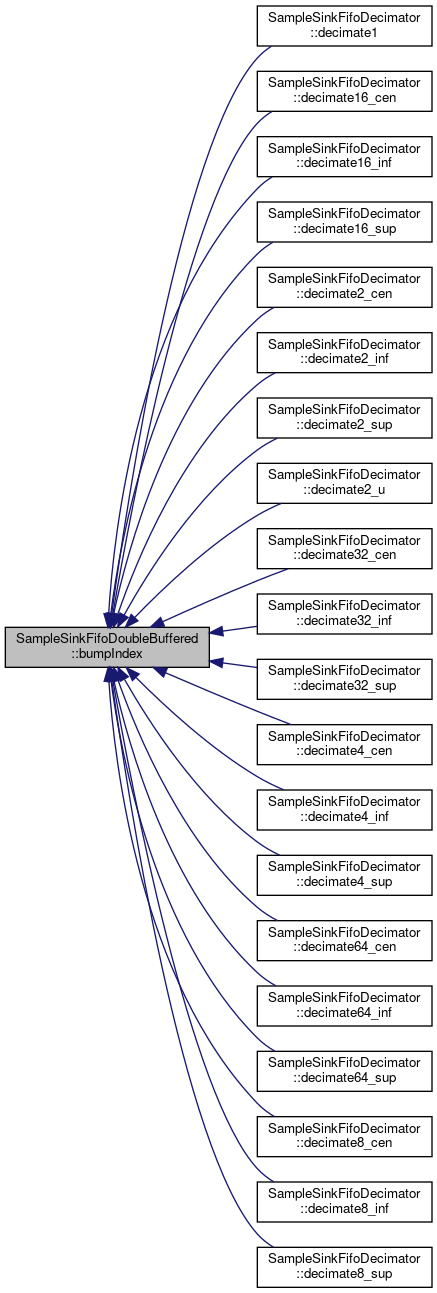 SampleSinkFifoDecimator
::decimate1
SampleSinkFifoDecimator
::decimate16_cen
SampleSinkFifoDecimator
::decimate16_inf
SampleSinkFifoDecimator
::decimate16_sup
SampleSinkFifoDecimator
::decimate2_cen
SampleSinkFifoDecimator
::decimate2_inf
SampleSinkFifoDecimator
::decimate2_sup
SampleSinkFifoDecimator
::decimate2_u
SampleSinkFifoDecimator
::decimate32_cen
SampleSinkFifoDecimator
::decimate32_inf
SampleSinkFifoDoubleBuffered
::bumpIndex
SampleSinkFifoDecimator
::decimate32_sup
SampleSinkFifoDecimator
::decimate4_cen
SampleSinkFifoDecimator
::decimate4_inf
SampleSinkFifoDecimator
::decimate4_sup
SampleSinkFifoDecimator
::decimate64_cen
SampleSinkFifoDecimator
::decimate64_inf
SampleSinkFifoDecimator
::decimate64_sup
SampleSinkFifoDecimator
::decimate8_cen
SampleSinkFifoDecimator
::decimate8_inf
SampleSinkFifoDecimator
::decimate8_sup